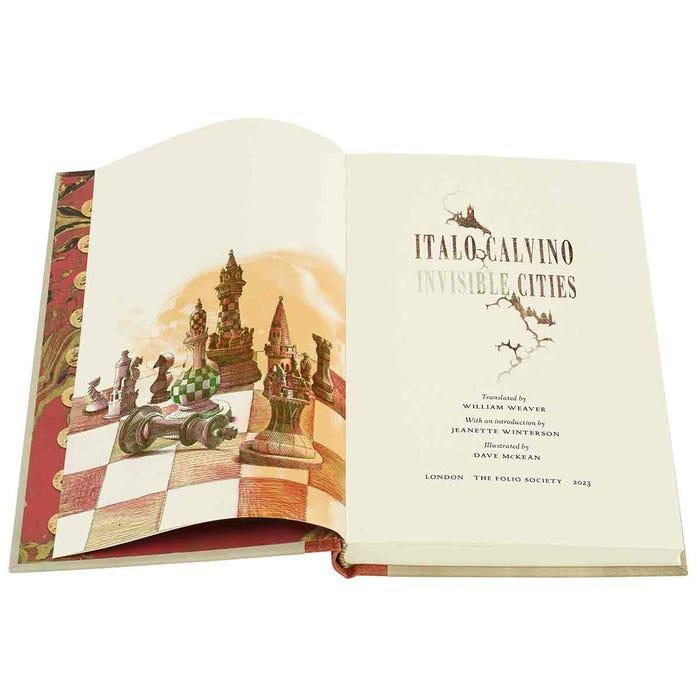 ITALO CALVINO
INVISIBLE CITIES
Translated by
WILLIAM WEAVER
With an introduction by
JEANETTE WINTERSON
Illustrated by
DAVE McKEAN
LONDON THE FOLIO SOCIETY 2023